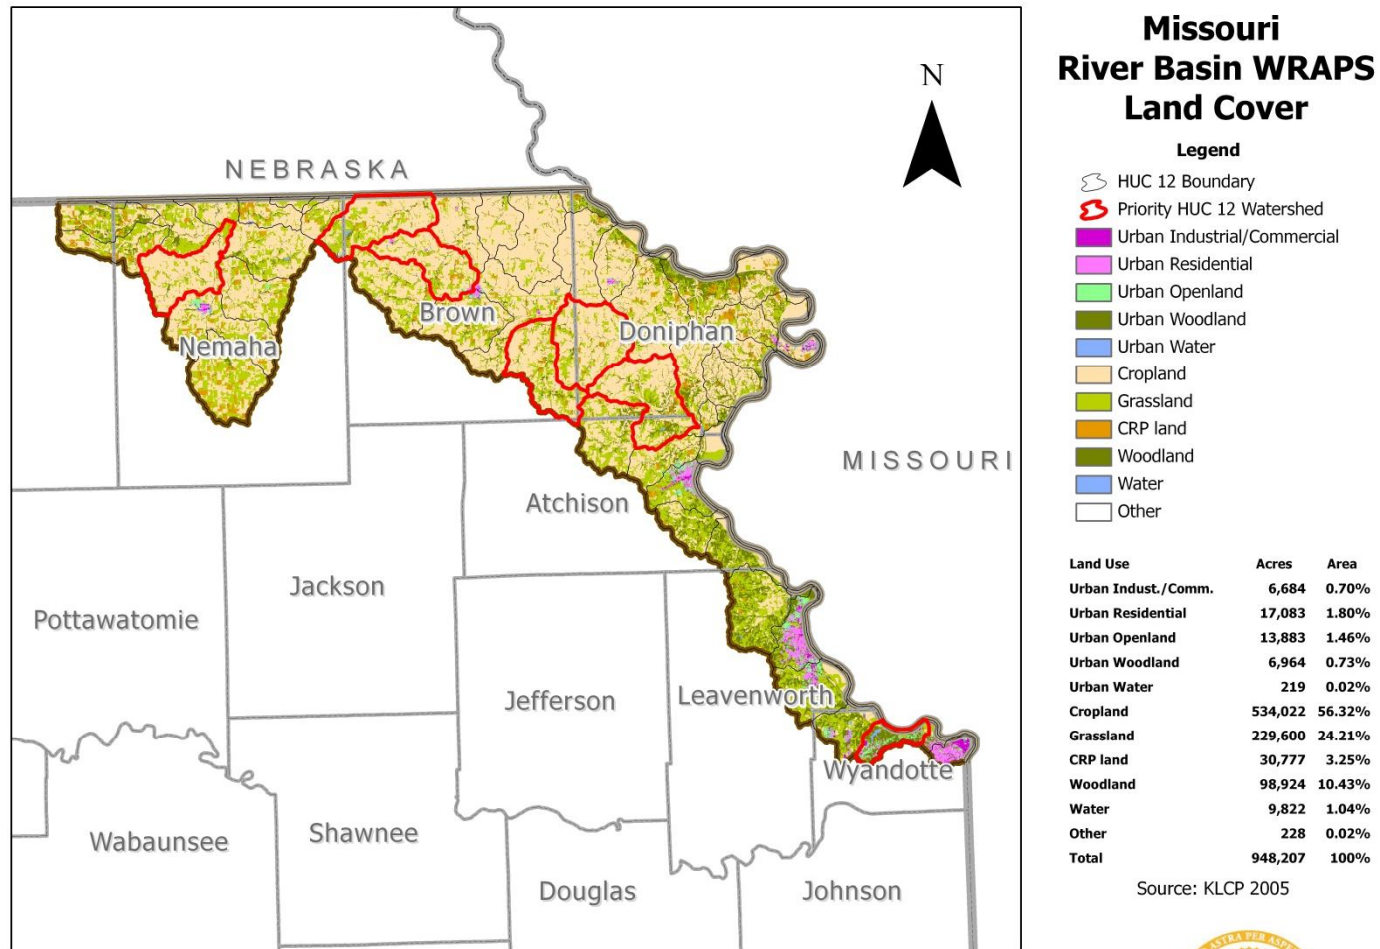 Missouri
River Basin WRAPS
Land Cover
Legend
HUC 12 Boundary
Priority HUC 12 Watershed
Urban Industrial/Commercial
Urban Residential
Urban Openland
Urban Woodland
Urban Water
Cropland
Grassland
CRP land
Woodland
Water
Other
Land Use Acres Area
Urban Indust./Comm. 6,684 0.70%
Urban Residential 17,083 1.80%
Urban Openland 13,883 1.46%
Urban Woodland 6,964 0.73%
Urban Water 219 0.02%
Cropland 534,022 56.32%
Grassland 229,600 24.21%
CRP land 30,777 3.25%
Woodland 98,924 10.43%
Water 9,822 1.04%
Other 228 0.02%
Total 948,207 100%
Source: KLCP 2005
N
NEBRASKA
Brown
Doniphan
Nemaha
MISSOURI
Atchison
Jackson
Pottawatomie
Jefferson
Leavenworth
Wyandotte
Wabaunsee
Shawnee
Douglas
Johnson
ASTRA PER ASPE